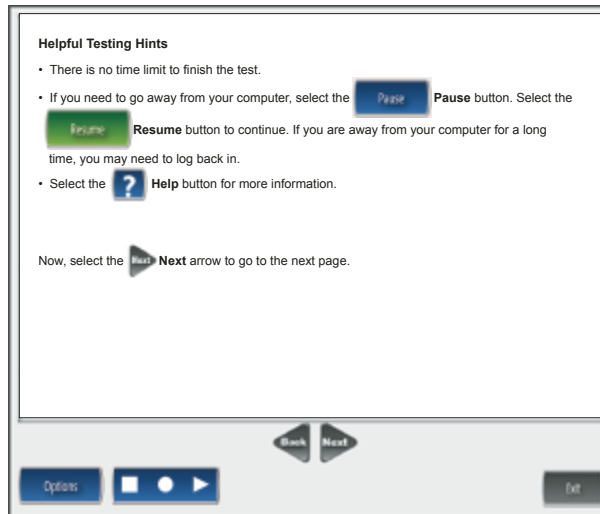 Helpful Testing Hints
• There is no time limit to finish the test.
• If you need to go away from your computer, select the Pause Pause button. Select the
Resume Resume button to continue. If you are away from your computer for a long
time, you may need to log back in.
• Select the ? Help button for more information.
Now, select the Next Next arrow to go to the next page.
Back Next
Options
Exit